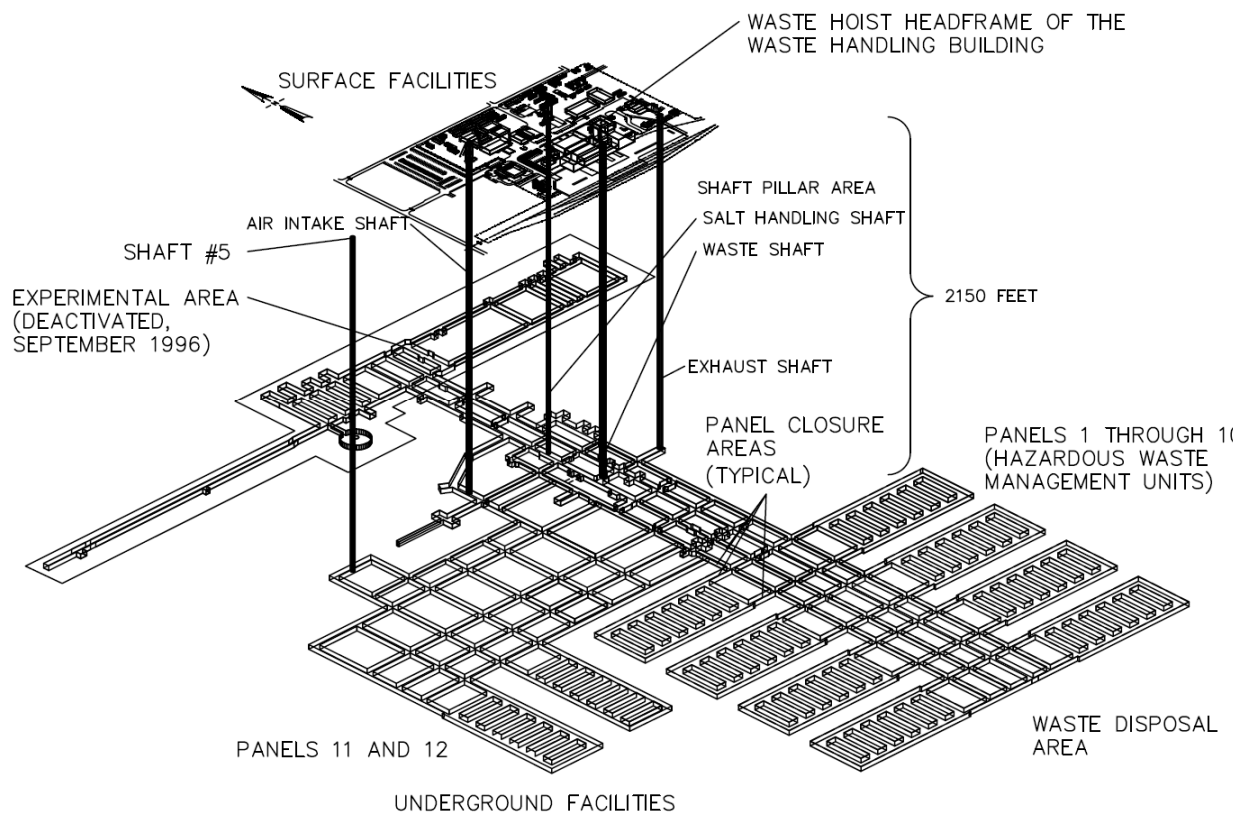 WASTE HOIST HEADFRAME OF THE
WASTE HANDLING BUILDING
SURFACE FACILITIES
SHAFT PILLAR AREA
AIR INTAKE SHAFT
SALT HANDLING SHAFT
SHAFT #5
WASTE SHAFT
EXPERIMENTAL AREA
(DEACTIVATED,
SEPTEMBER 1996)
2150 FEET
EXHAUST SHAFT
PANEL CLOSURE
AREAS
(TYPICAL)
PANELS 1 THROUGH 10
(HAZARDOUS WASTE
MANAGEMENT UNITS)
WASTE DISPOSAL
AREA
PANELS 11 AND 12
UNDERGROUND FACILITIES